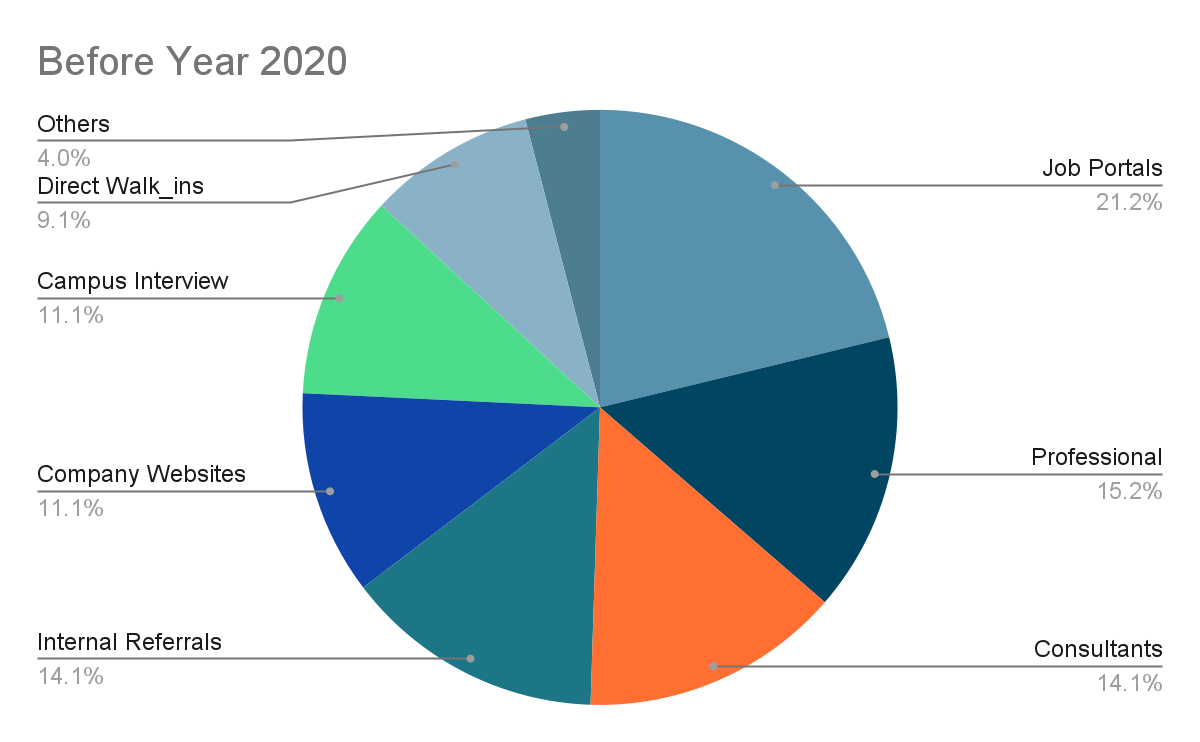 Before Year 2020
Others
4.0%
Direct Walk_ins
9.1%
Campus Interview
11.1%
Company Websites
11.1%
Internal Referrals
14.1%
Job Portals
21.2%
Professional
15.2%
Consultants
14.1%